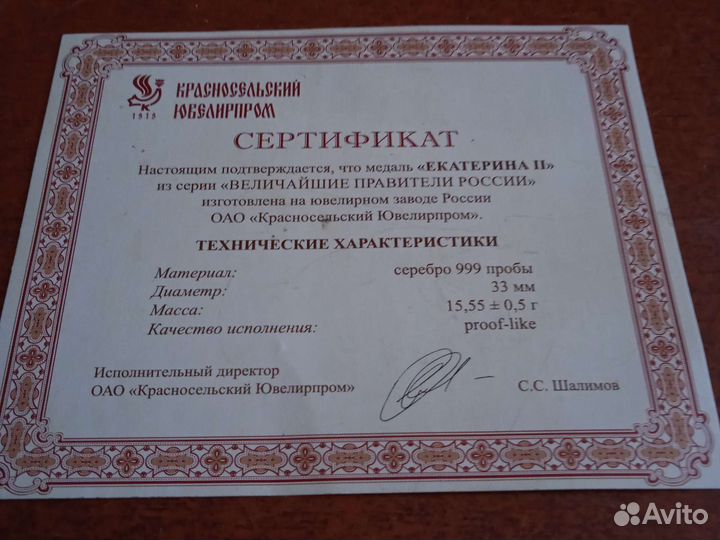 КРАСНОСЕЛЬСКИЙ
ЮВЕЛИРПРОМ
1919
СЕРТИФИКАТ
Настоящим подтверждается, что медаль «ЕКАТЕРИНА II»
из серии «ВЕЛИЧАЙШИЕ ПРАВИТЕЛИ РОССИИ»
изготовлена на ювелирном заводе России
ОАО «Красносельский Ювелирпром».
ТЕХНИЧЕСКИЕ ХАРАКТЕРИСТИКИ
Материал: серебро 999 пробы
Диаметр: 33 мм
Масса: 15,55 ± 0,5 г
Качество исполнения: proof-like
Исполнительный директор
ОАО «Красносельский Ювелирпром» С.С. Шалимов
Avito